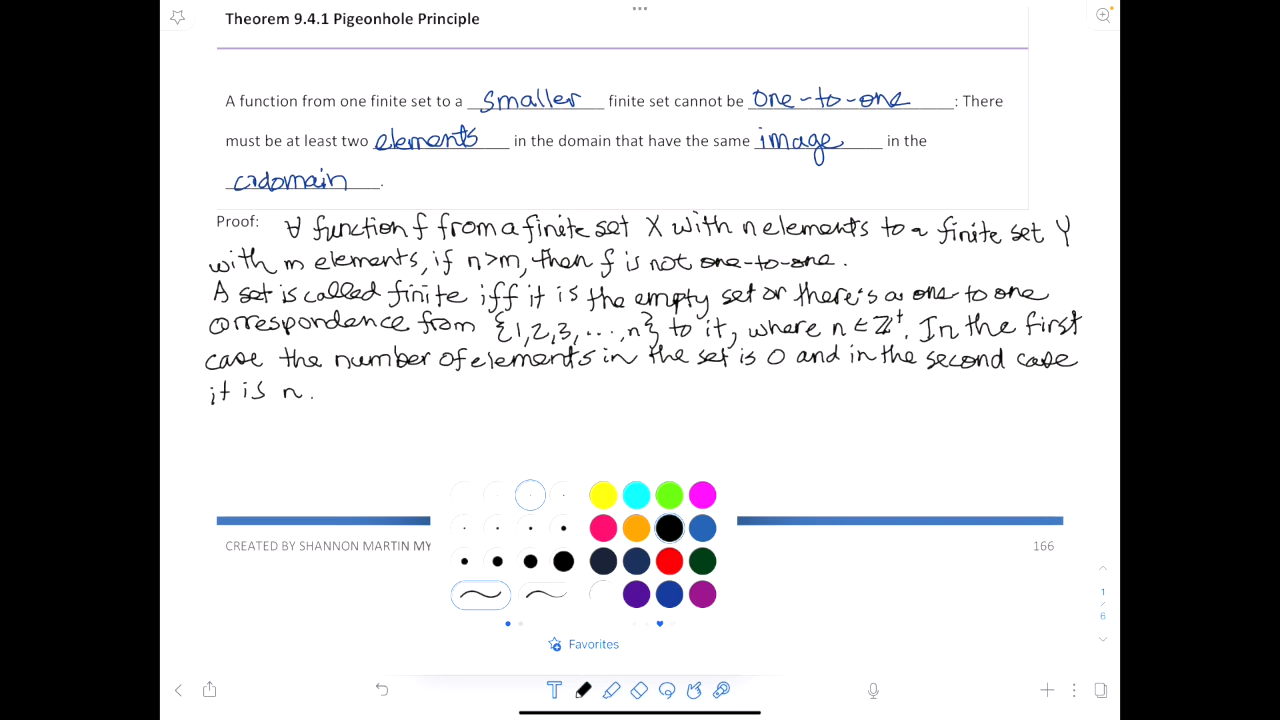 Theorem 9.4.1 Pigeonhole Principle
A function from one finite set to a smaller finite set cannot be one-to-one: There
must be at least two elements in the domain that have the same image in the
codomain.
Proof: ∀ function f from a finite set X with n elements to a finite set Y
with m elements, if n>m, then f is not one-to-one.
A set is called finite iff it is the empty set or there's a one to one
correspondence from {1,2,3,...,n} to it, where n ∈ ℤ⁺. In the first
case the number of elements in the set is 0 and in the second case
it is n.
CREATED BY SHANNON MARTIN MY
166
1
/
6
Favorites
T